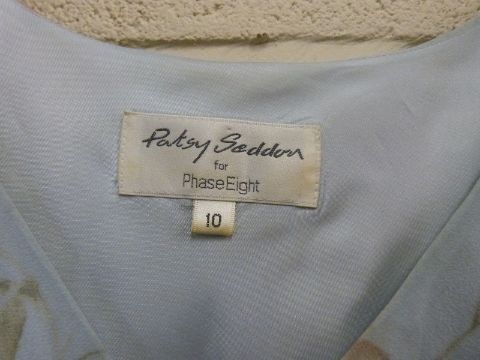 Patsy Seddon
for
PhaseEight
10